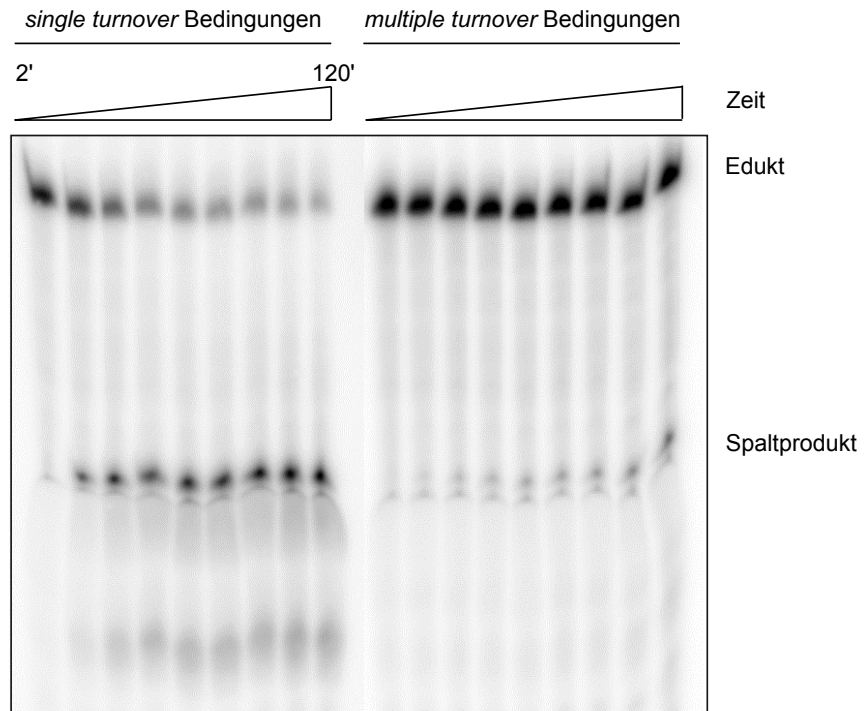 single turnover Bedingungen
multiple turnover Bedingungen
2'
120'
Zeit
Edukt
Spaltprodukt